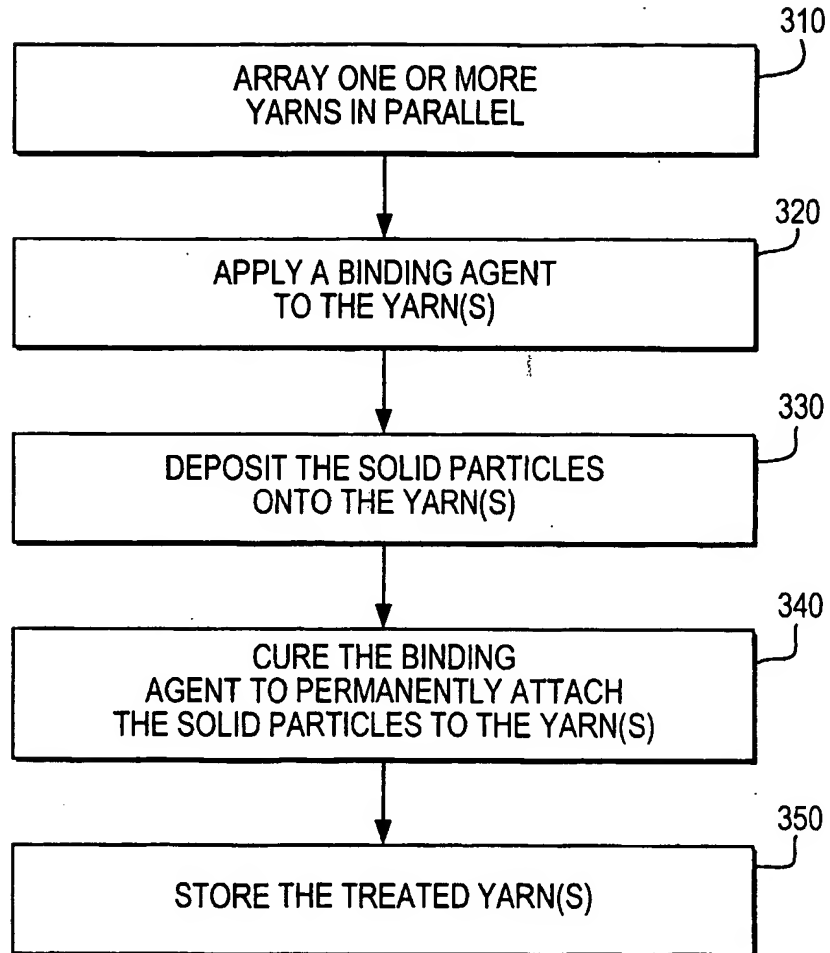 310
ARRAY ONE OR MORE
YARNS IN PARALLEL
320
APPLY A BINDING AGENT
TO THE YARN(S)
330
DEPOSIT THE SOLID PARTICLES
ONTO THE YARN(S)
340
CURE THE BINDING
AGENT TO PERMANENTLY ATTACH
THE SOLID PARTICLES TO THE YARN(S)
350
STORE THE TREATED YARN(S)